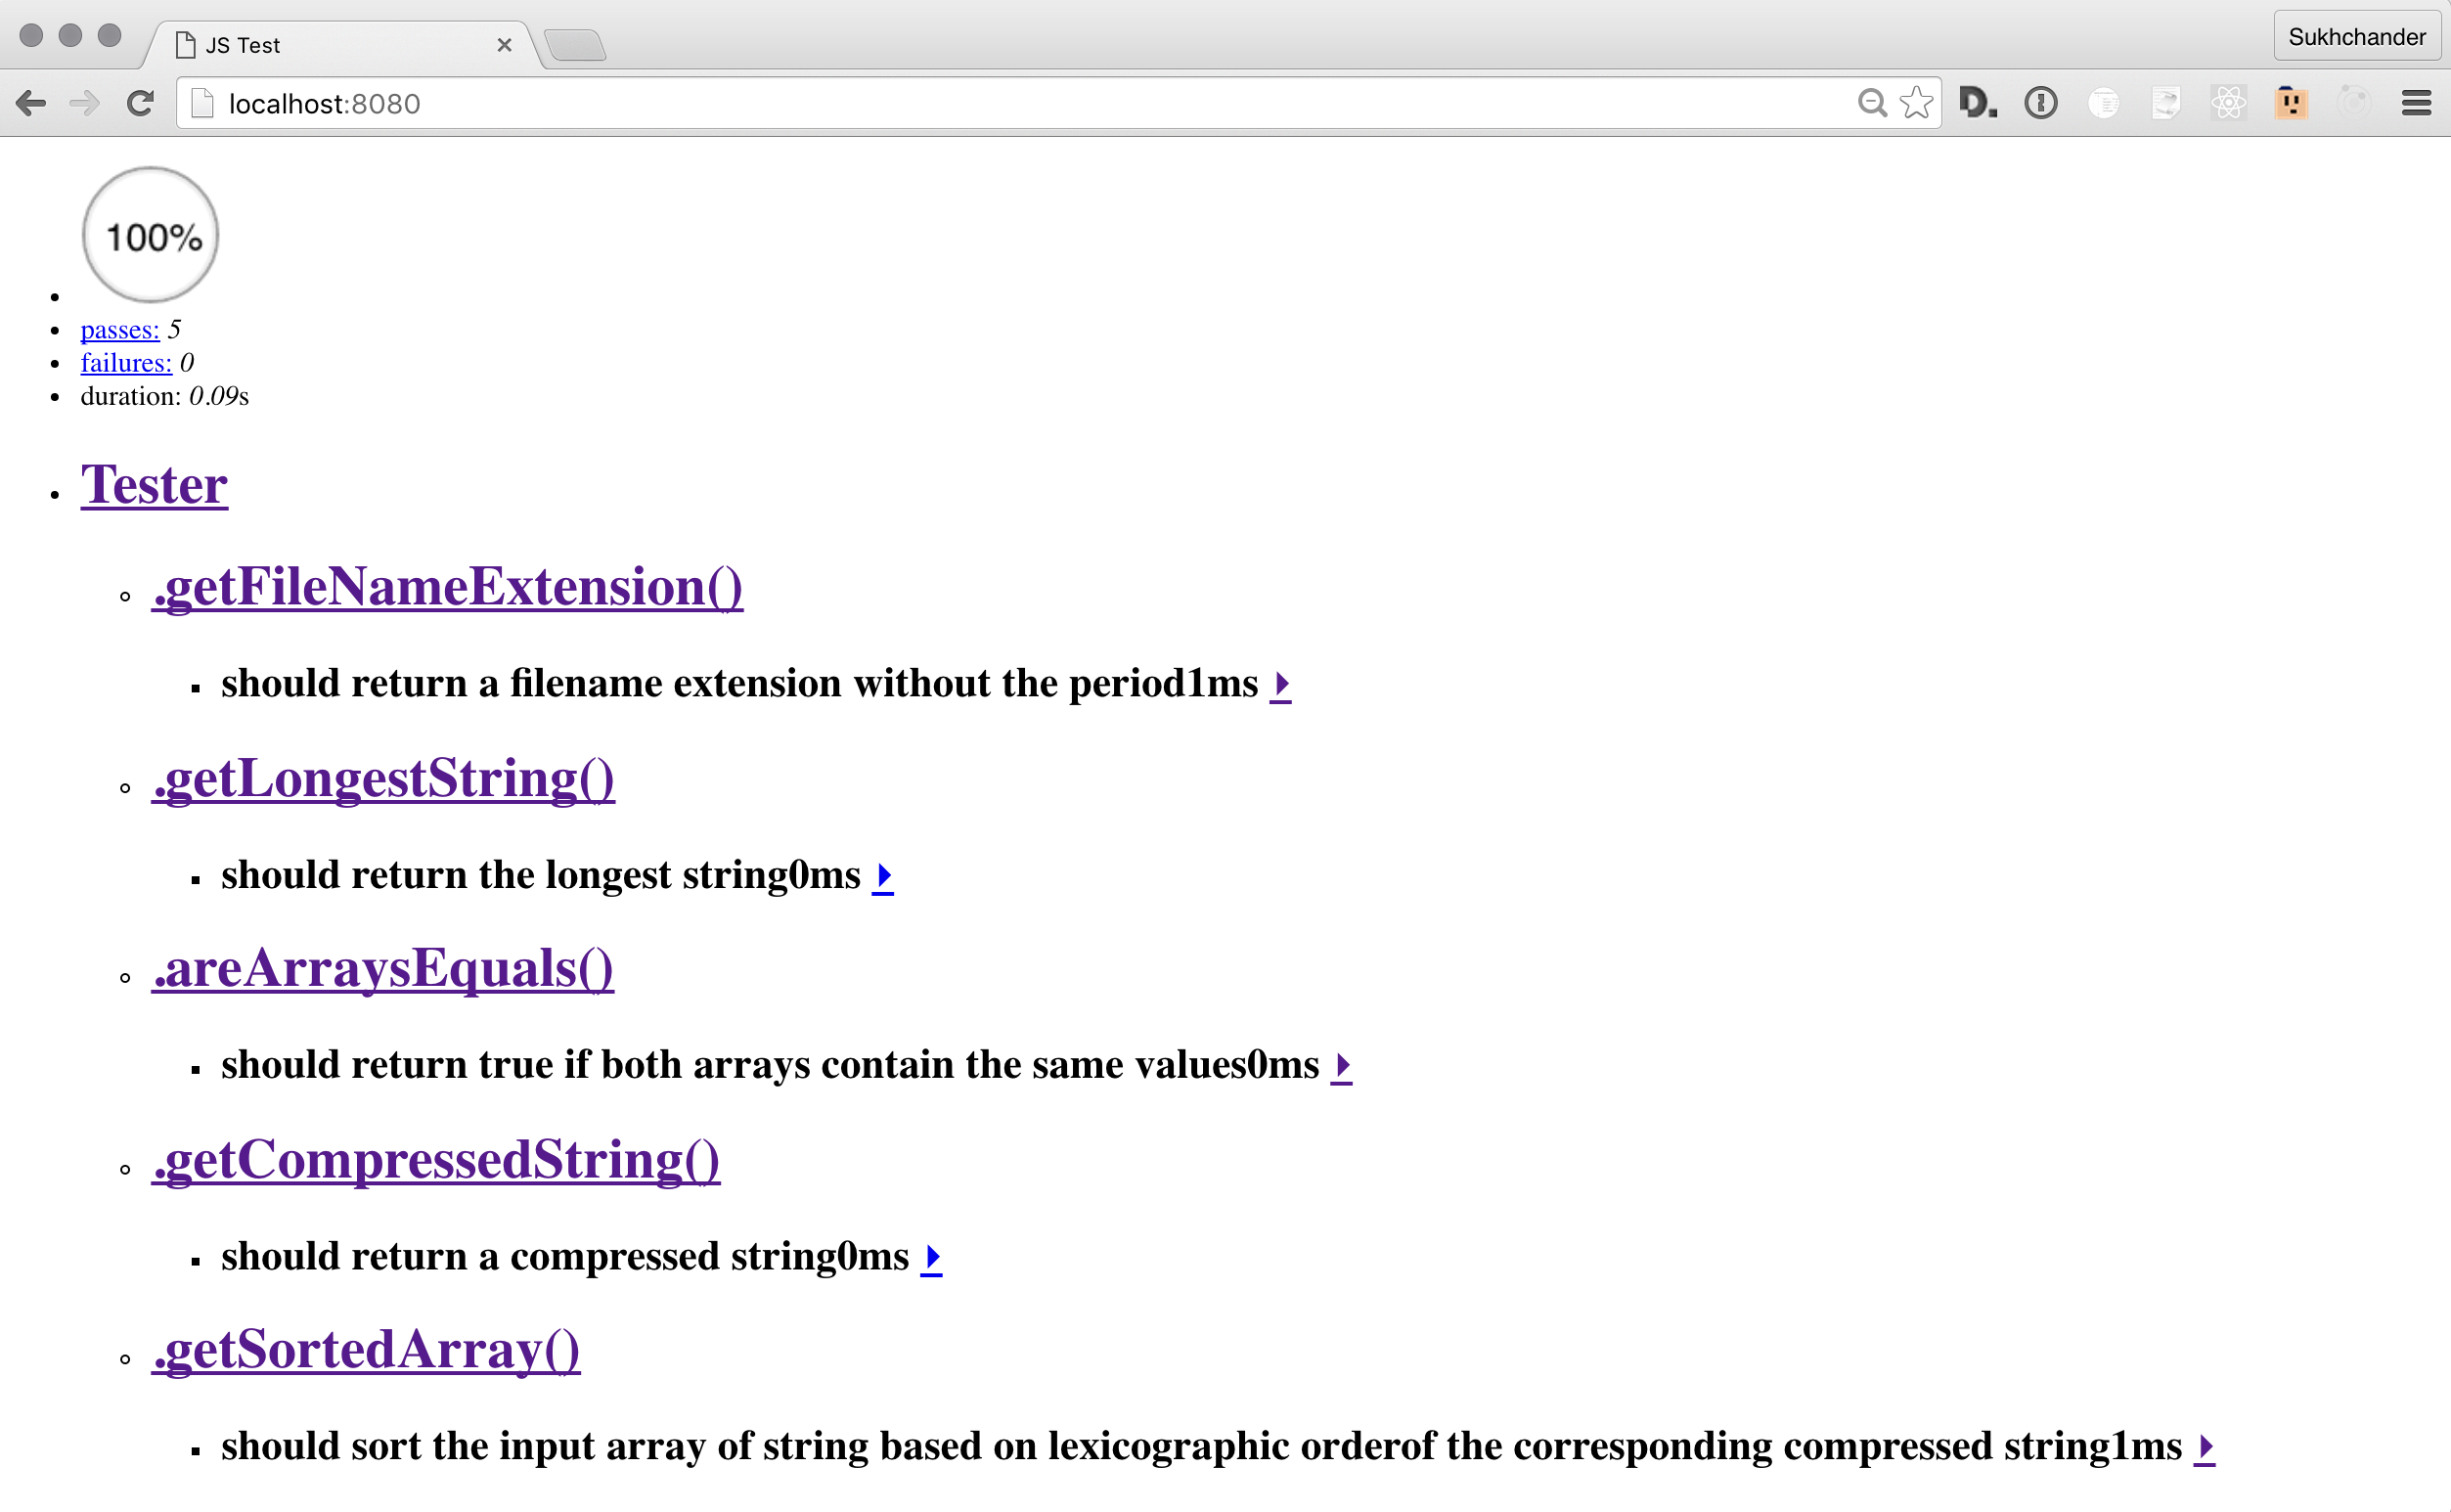 JS Test
Sukhchander
localhost:8080
D.
100%
passes: 5
failures: 0
duration: 0.09s
Tester
.getFileNameExtension()
should return a filename extension without the period1ms ‣
.getLongestString()
should return the longest string0ms ‣
.areArraysEquals()
should return true if both arrays contain the same values0ms ‣
.getCompressedString()
should return a compressed string0ms ‣
.getSortedArray()
should sort the input array of string based on lexicographic orderof the corresponding compressed string1ms ‣